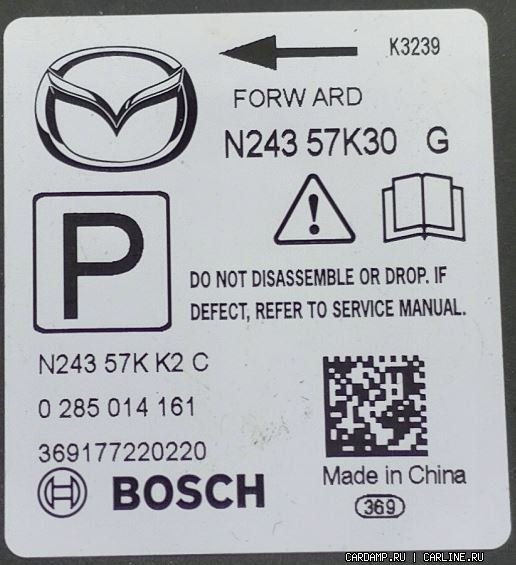 K3239
FORWARD
N243 57K30 G
P
DO NOT DISASSEMBLE OR DROP. IF
DEFECT, REFER TO SERVICE MANUAL.
N243 57K K2 C
0 285 014 161
369177220220
BOSCH
Made in China
369
CARDAMP.RU | CARLINE.RU